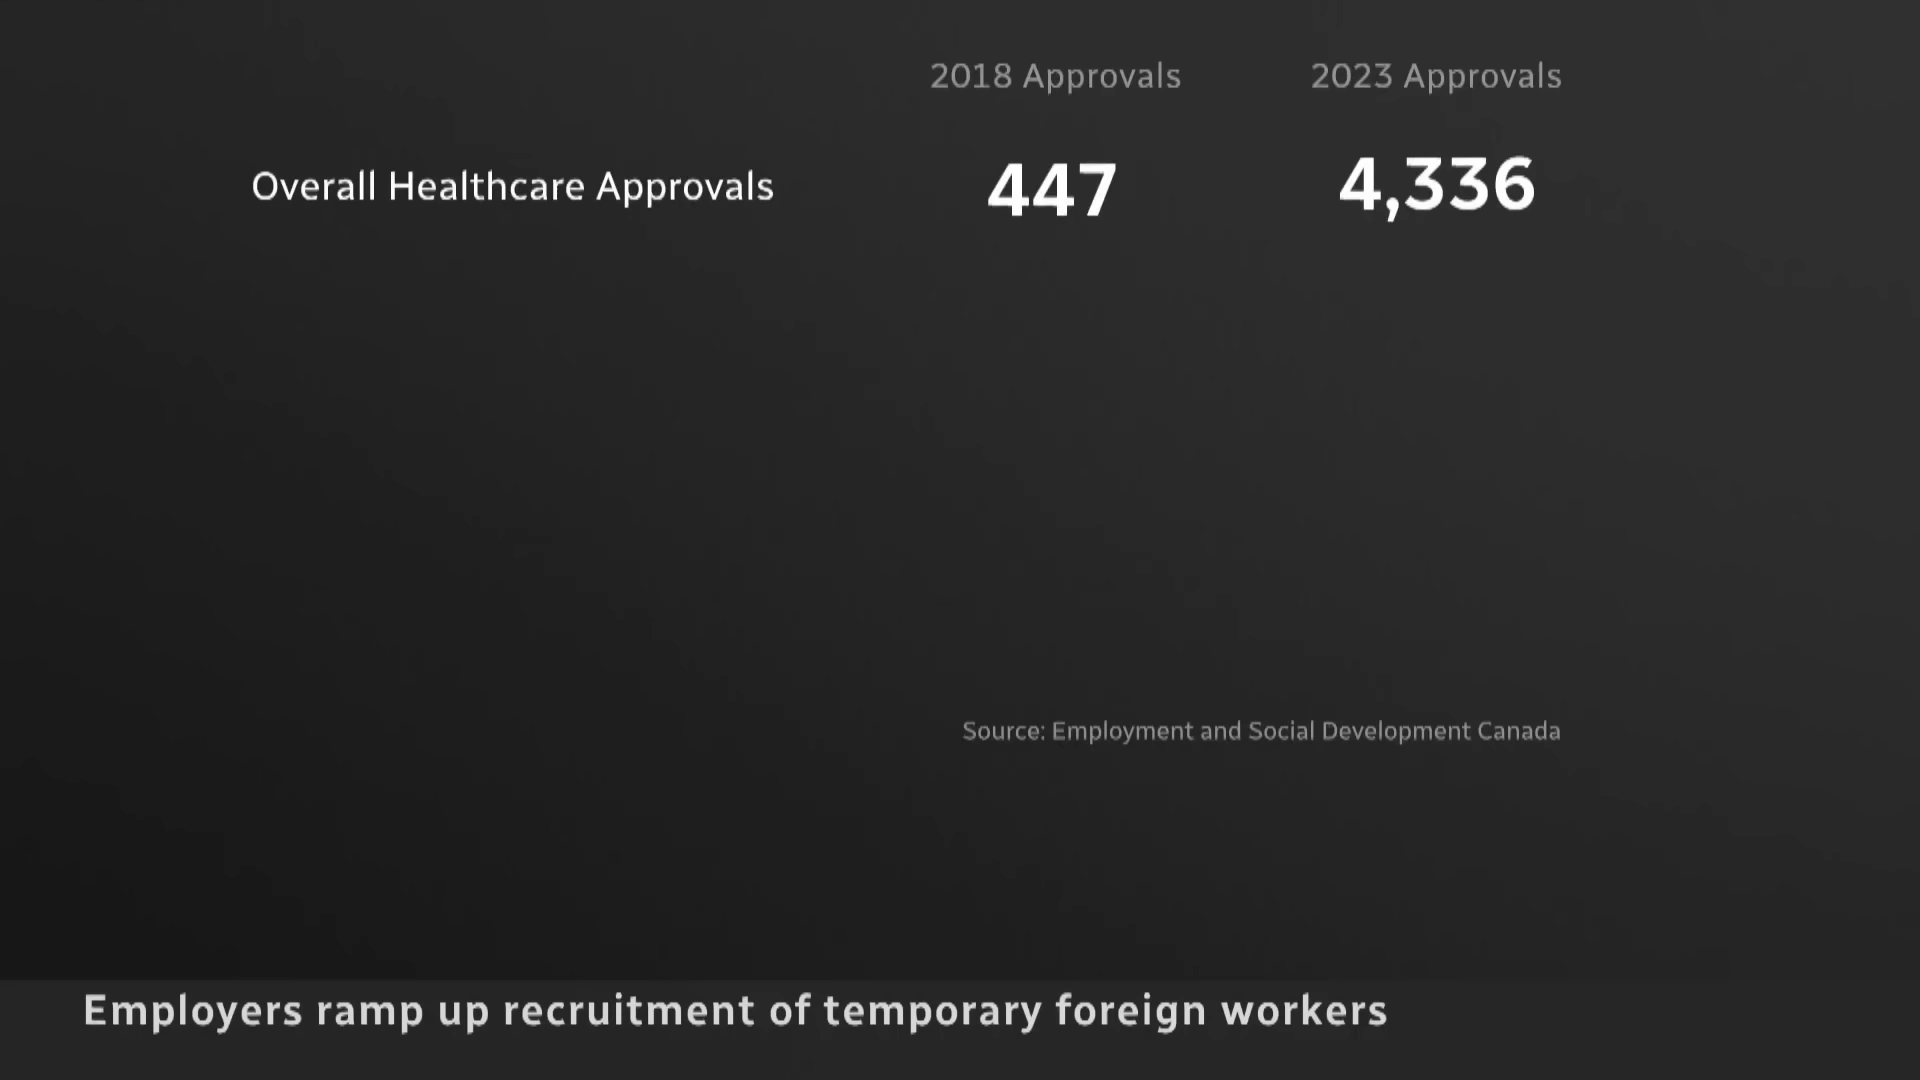 2018 Approvals 2023 Approvals
Overall Healthcare Approvals 447 4,336
Source: Employment and Social Development Canada
Employers ramp up recruitment of temporary foreign workers